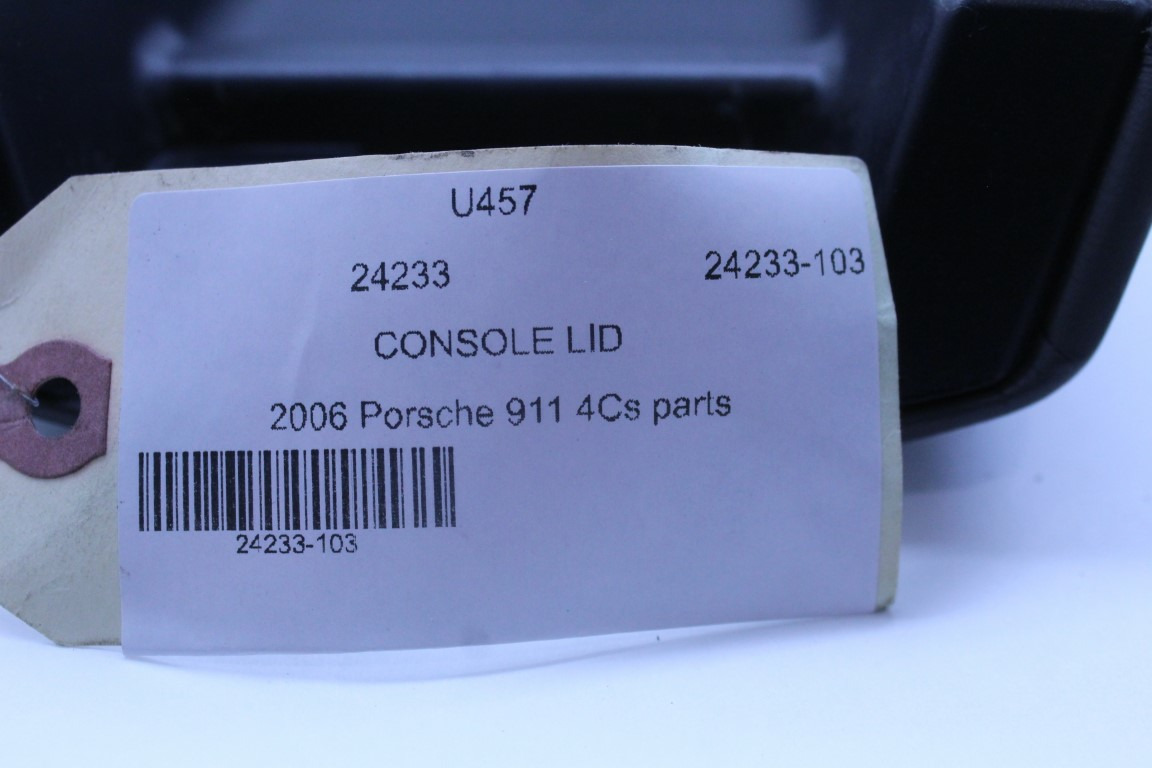 U457
24233 24233-103
CONSOLE LID
2006 Porsche 911 4Cs parts
24233-103